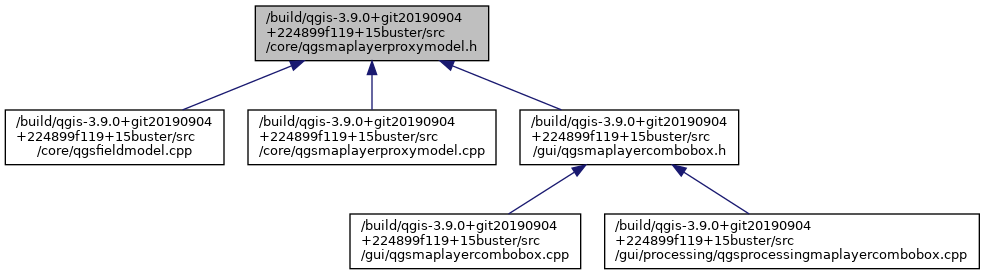 /build/qgis-3.9.0+git20190904
+224899f119+15buster/src
/core/qgsmaplayerproxymodel.h
/build/qgis-3.9.0+git20190904
+224899f119+15buster/src
/core/qgsfieldmodel.cpp
/build/qgis-3.9.0+git20190904
+224899f119+15buster/src
/core/qgsmaplayerproxymodel.cpp
/build/qgis-3.9.0+git20190904
+224899f119+15buster/src
/gui/qgsmaplayercombobox.h
/build/qgis-3.9.0+git20190904
+224899f119+15buster/src
/gui/qgsmaplayercombobox.cpp
/build/qgis-3.9.0+git20190904
+224899f119+15buster/src
/gui/processing/qgsprocessingmaplayercombobox.cpp